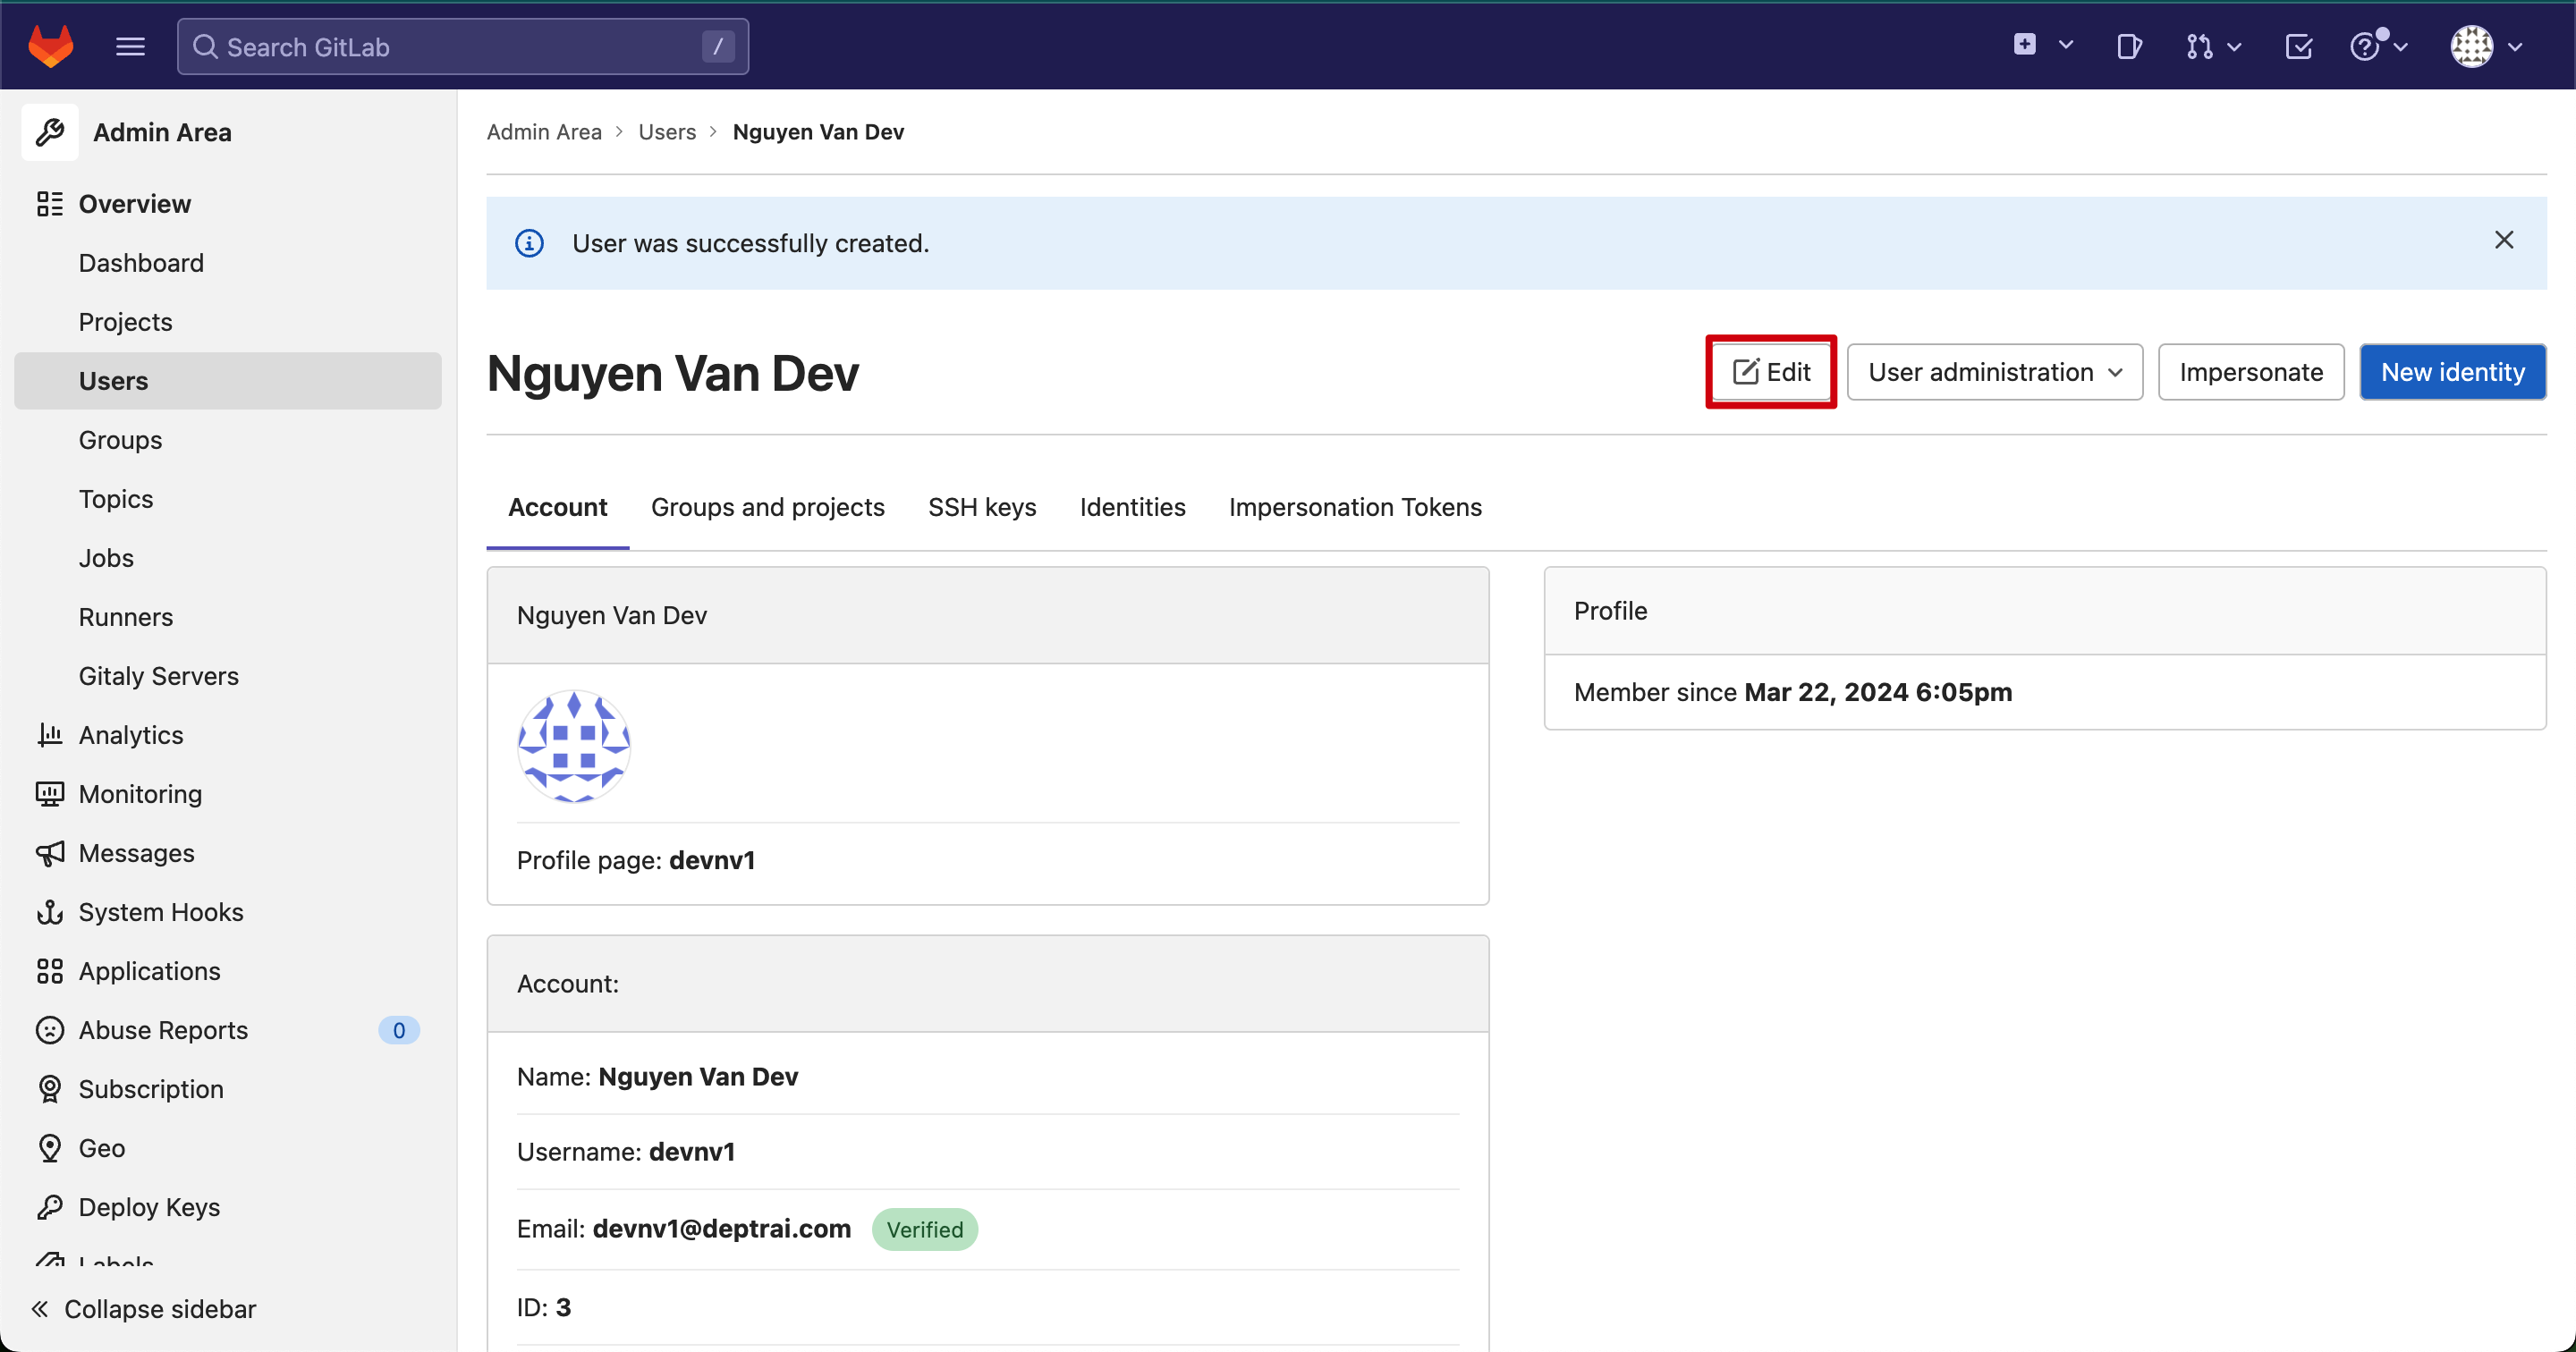 Search GitLab /
Admin Area
Overview
Dashboard
Projects
Users
Groups
Topics
Jobs
Runners
Gitaly Servers
Analytics
Monitoring
Messages
System Hooks
Applications
Abuse Reports 0
Subscription
Geo
Deploy Keys
Labels
Collapse sidebar
Admin Area > Users > Nguyen Van Dev
User was successfully created.
Nguyen Van Dev
Edit User administration Impersonate New identity
Account Groups and projects SSH keys Identities Impersonation Tokens
Nguyen Van Dev
Profile page: devnv1
Account:
Name: Nguyen Van Dev
Username: devnv1
Email: devnv1@deptrai.com Verified
ID: 3
Profile
Member since Mar 22, 2024 6:05pm